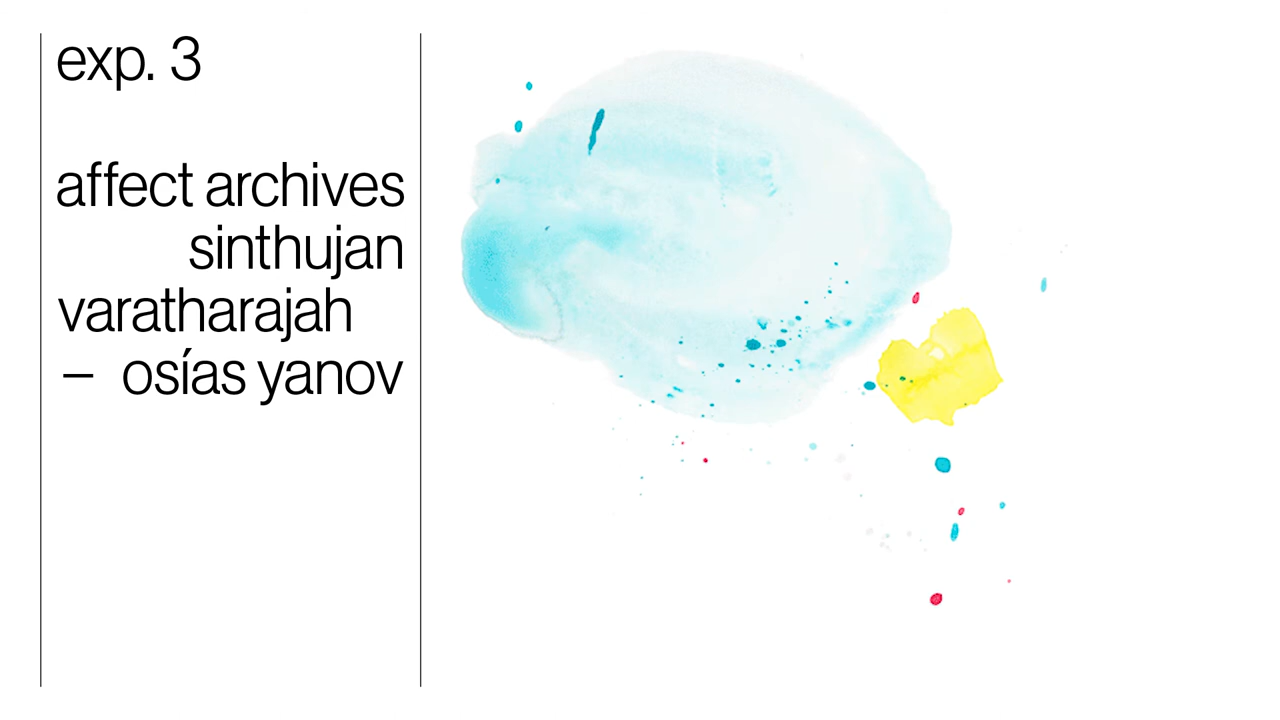 exp. 3
affect archives
sinthujan
varatharajah
– osías yanov